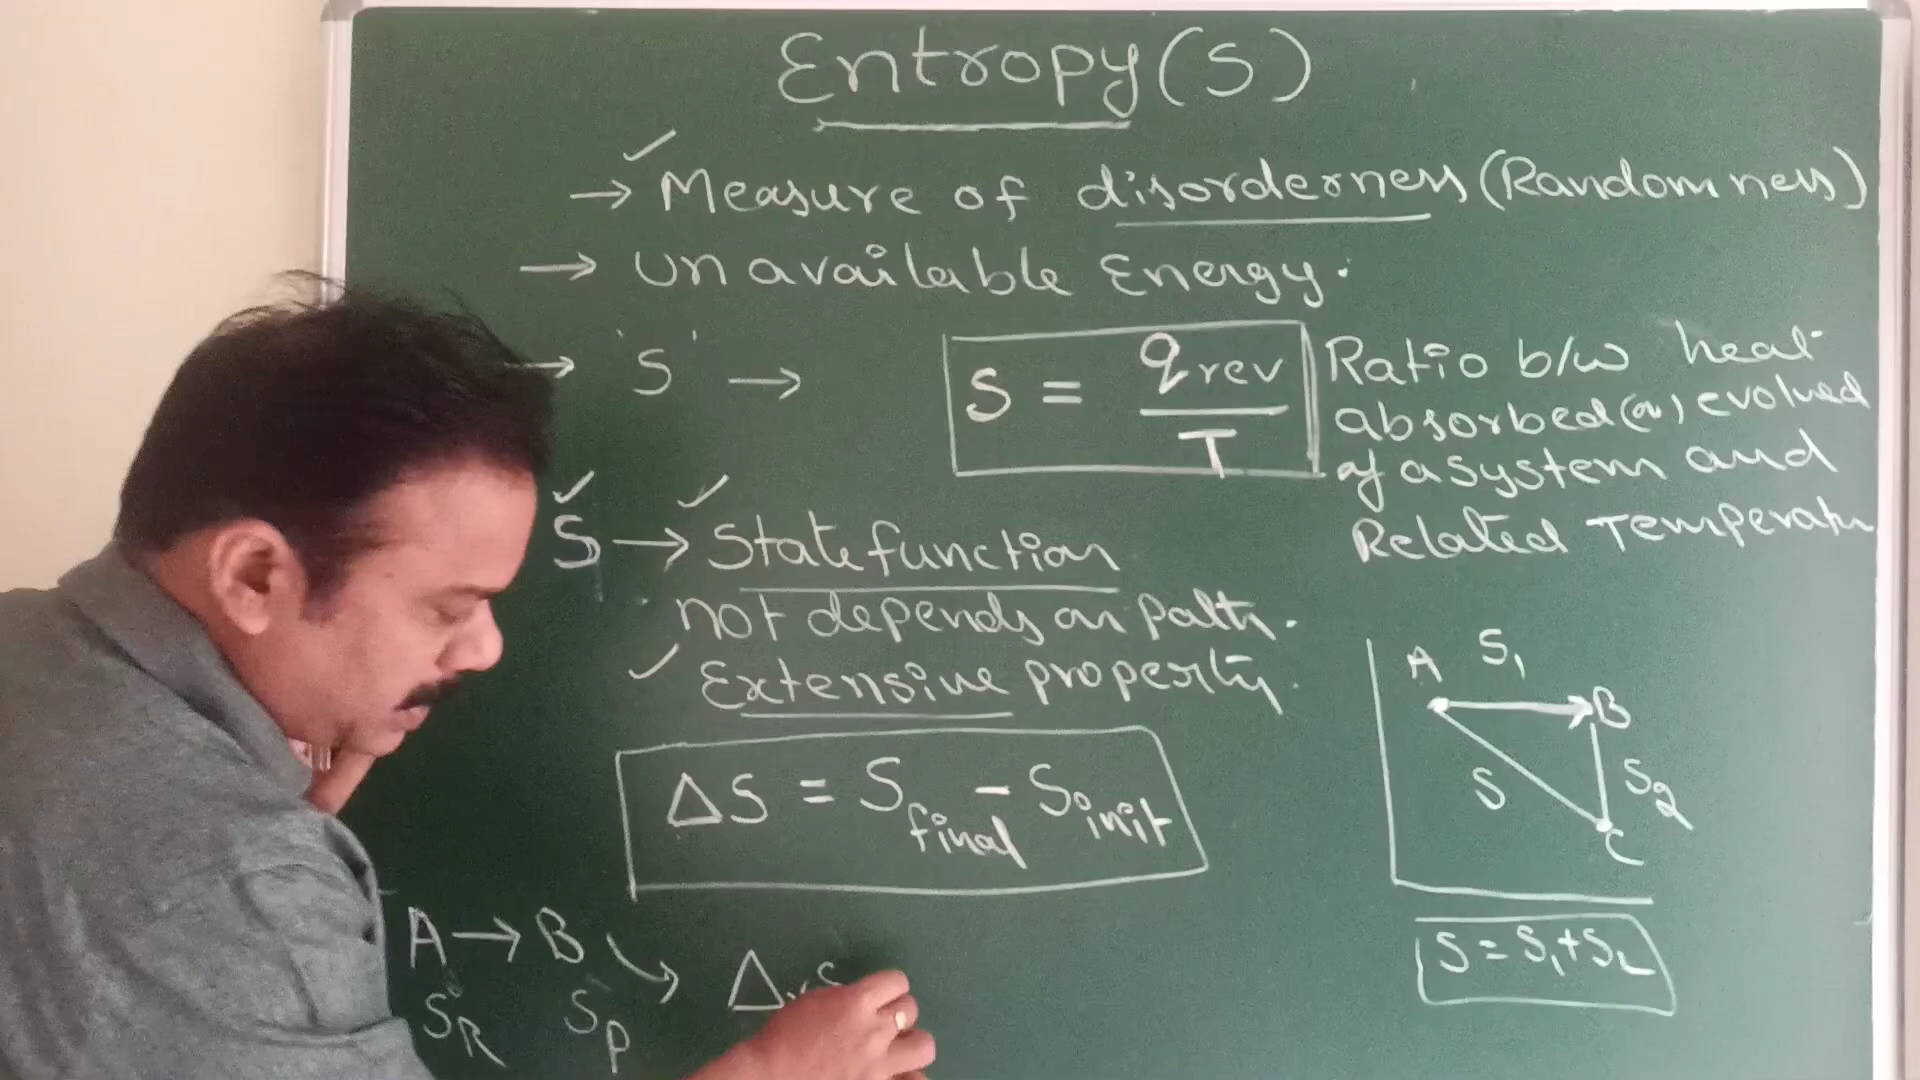 Entropy (S)
→ Measure of disorderness (Randomness)
→ Unavailable Energy.
→ 'S' → S = qrev / T
Ratio b/w heat
absorbed (or) evolved
of a system and
Related Temperatu
S → State function
not depends on path.
Extensive property.
ΔS = Sfinal - Sinit
A S1 B
S S2
C
S = S1 + S2
A → B
SR SP
Δ S